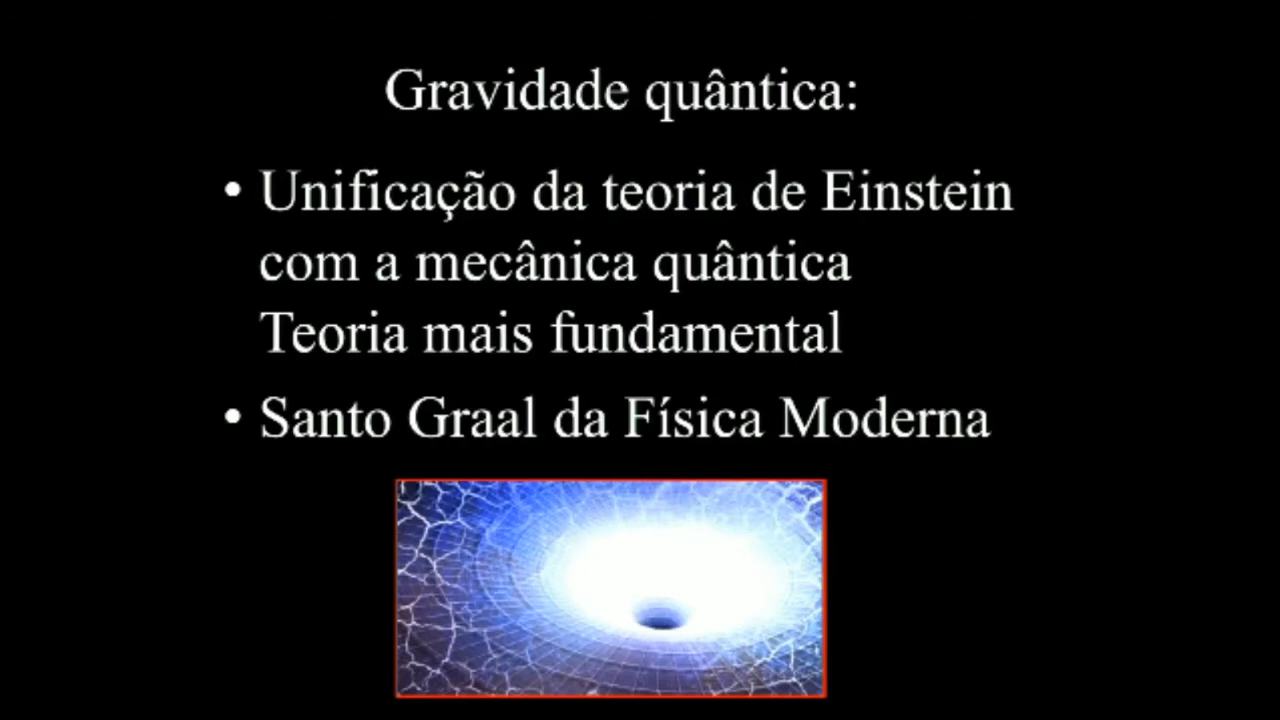 Gravidade quântica:
• Unificação da teoria de Einstein
com a mecânica quântica
Teoria mais fundamental
• Santo Graal da Física Moderna